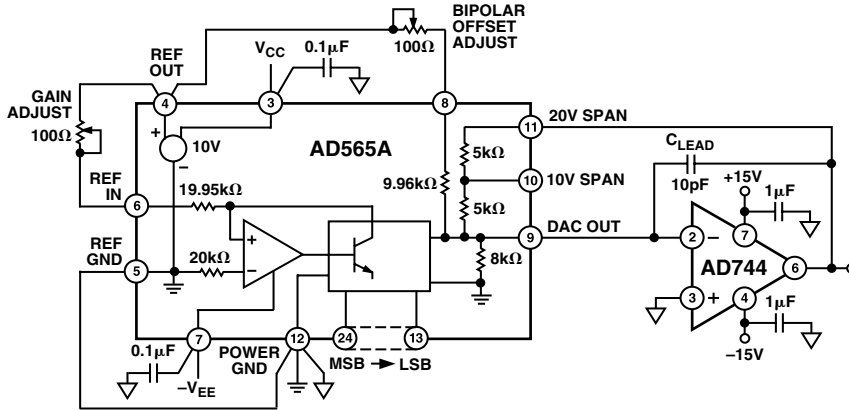 BIPOLAR
OFFSET
ADJUST
100Ω
REF
OUT
VCC
0.1µF
GAIN
ADJUST
100Ω
4
3
8
11
20V SPAN
+
10V
–
AD565A
5kΩ
CLEAD
10pF
+15V
1µF
REF
IN
9.96kΩ
10
10V SPAN
6
19.95kΩ
5kΩ
REF
GND
9
DAC OUT
2
–
7
+
AD744
6
5
20kΩ
–
8kΩ
3
+
4
1µF
–15V
0.1µF
7
POWER
GND
12
24
13
MSB
LSB
–VEE